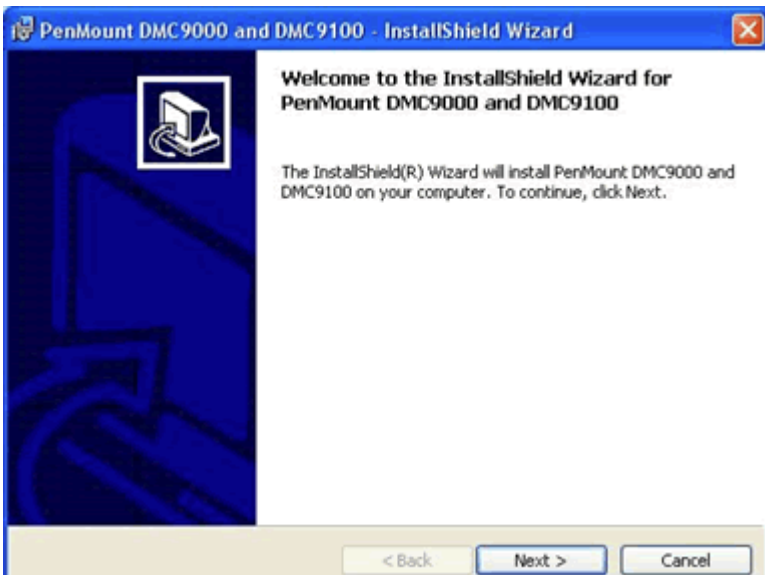 PenMount DMC9000 and DMC9100 - InstallShield Wizard
Welcome to the InstallShield Wizard for
PenMount DMC9000 and DMC9100
The InstallShield(R) Wizard will install PenMount DMC9000 and
DMC9100 on your computer. To continue, click Next.
< Back
Next >
Cancel